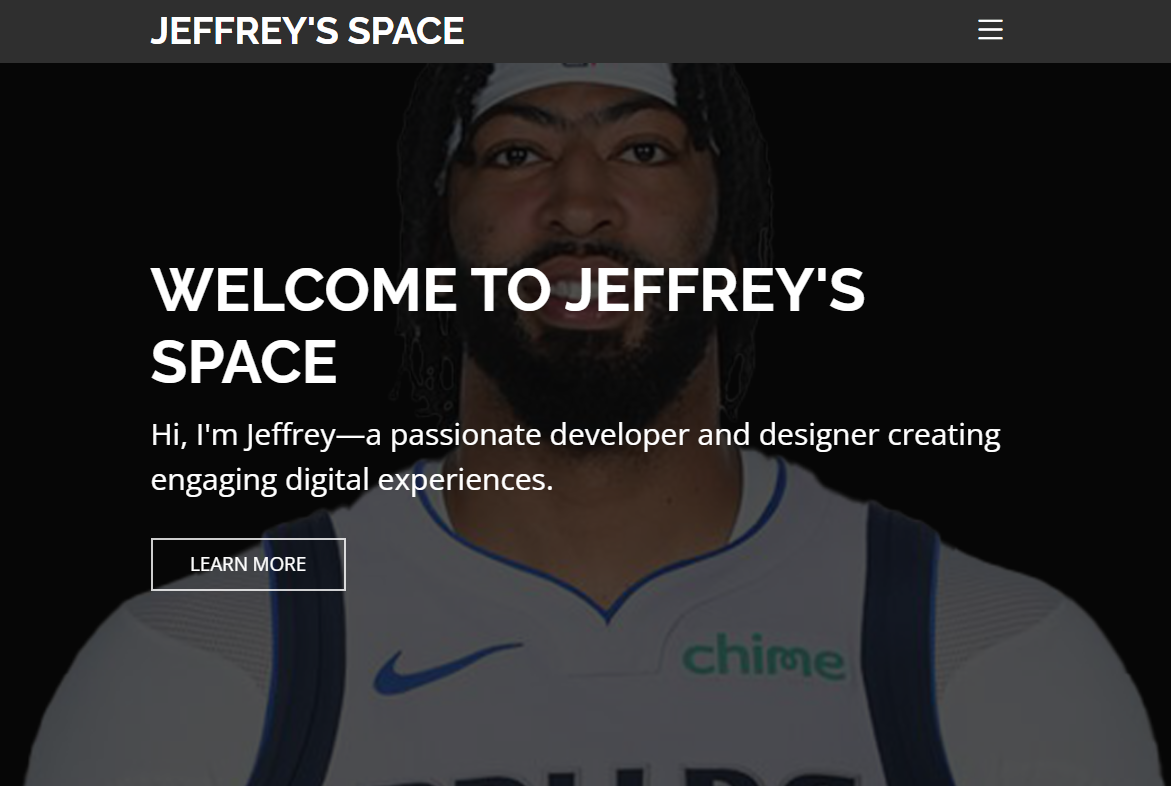 JEFFREY'S SPACE
WELCOME TO JEFFREY'S
SPACE
Hi, I'm Jeffrey—a passionate developer and designer creating
engaging digital experiences.
LEARN MORE
chime